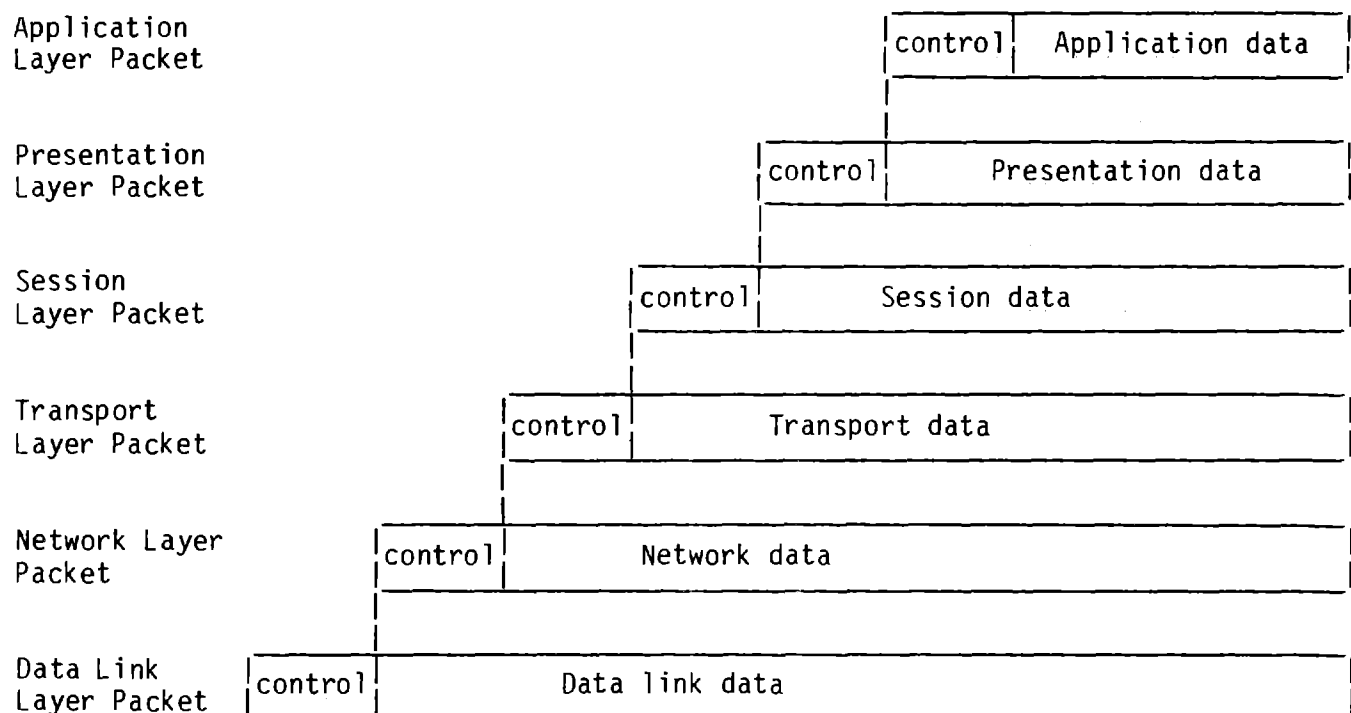 Application
Layer Packet
control Application data
Presentation
Layer Packet
control Presentation data
Session
Layer Packet
control Session data
Transport
Layer Packet
control Transport data
Network Layer
Packet
control Network data
Data Link
Layer Packet
control Data link data